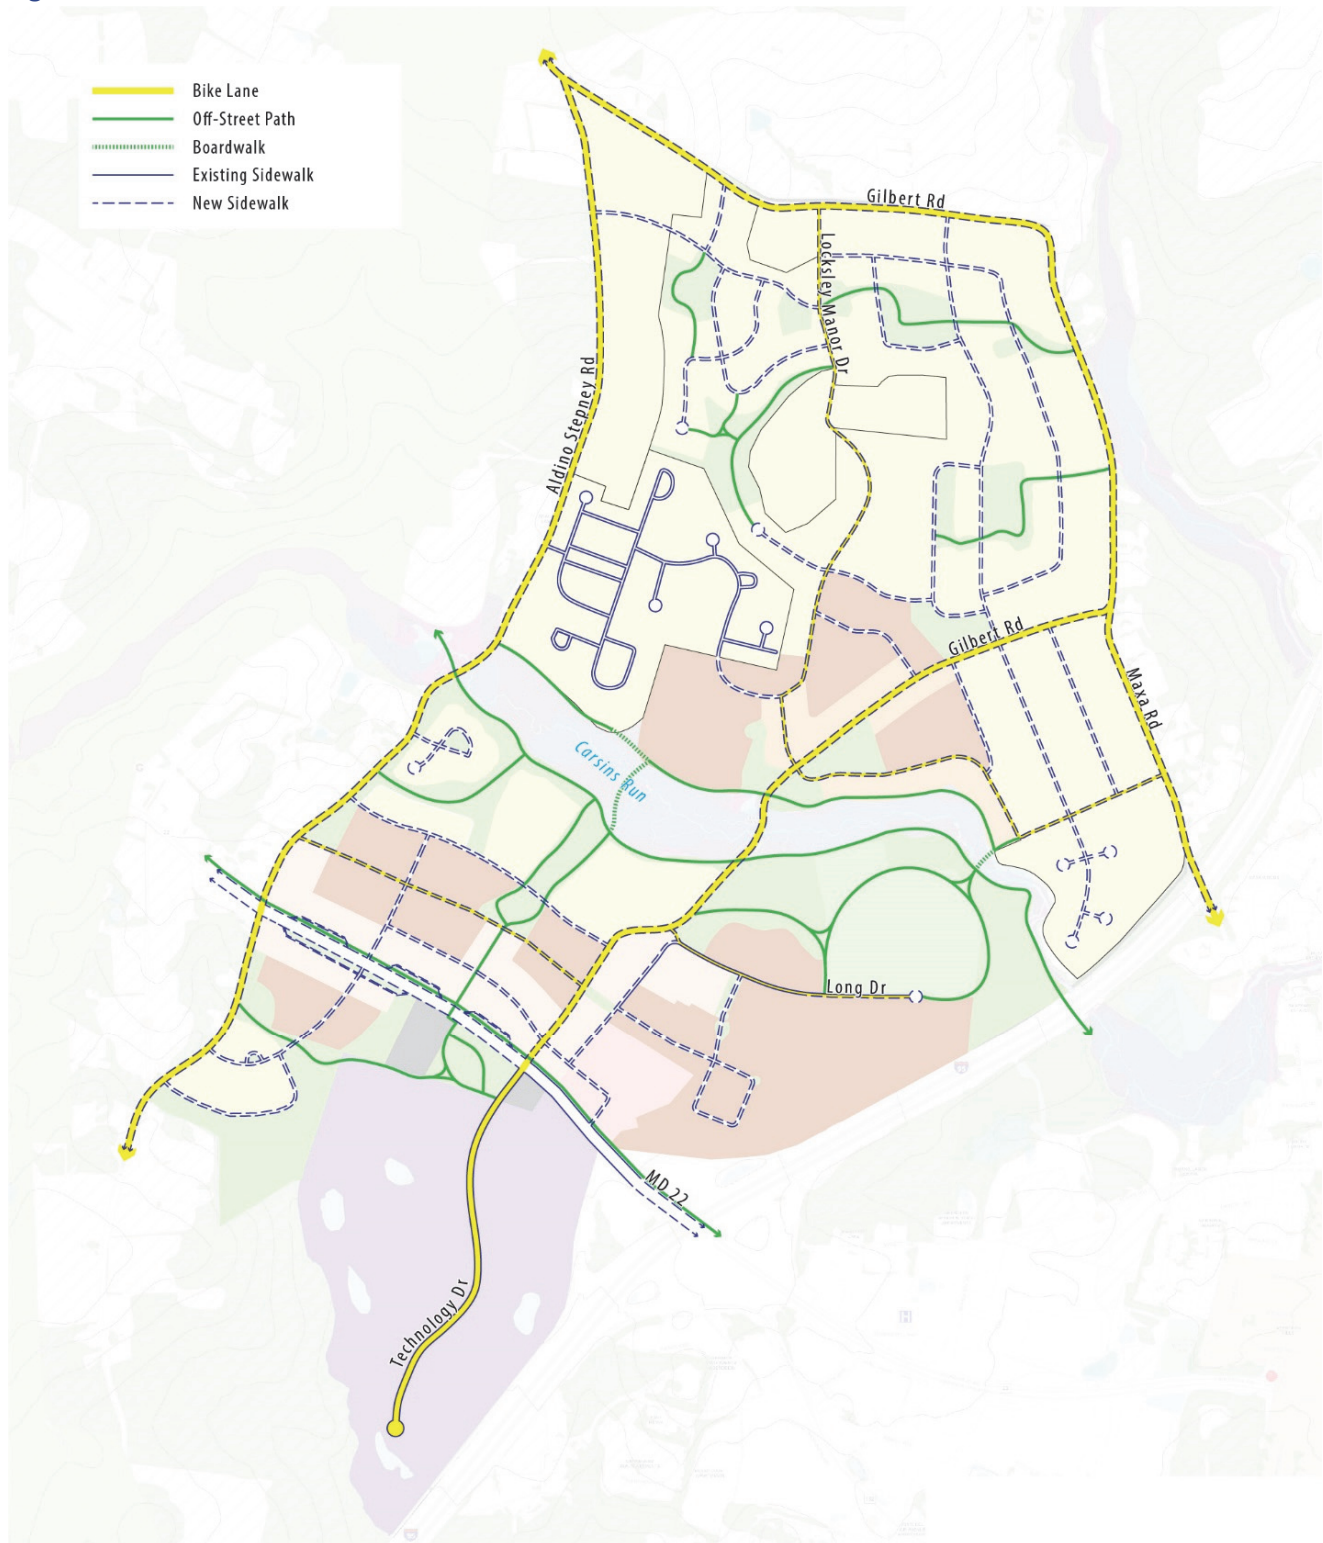 Bike Lane
Off-Street Path
Boardwalk
Existing Sidewalk
New Sidewalk
Gilbert Rd
Locksley Manor Dr
Aldino Stepney Rd
Gilbert Rd
Maxa Rd
Carsins Run
Long Dr
MD 22
Technology Dr
H